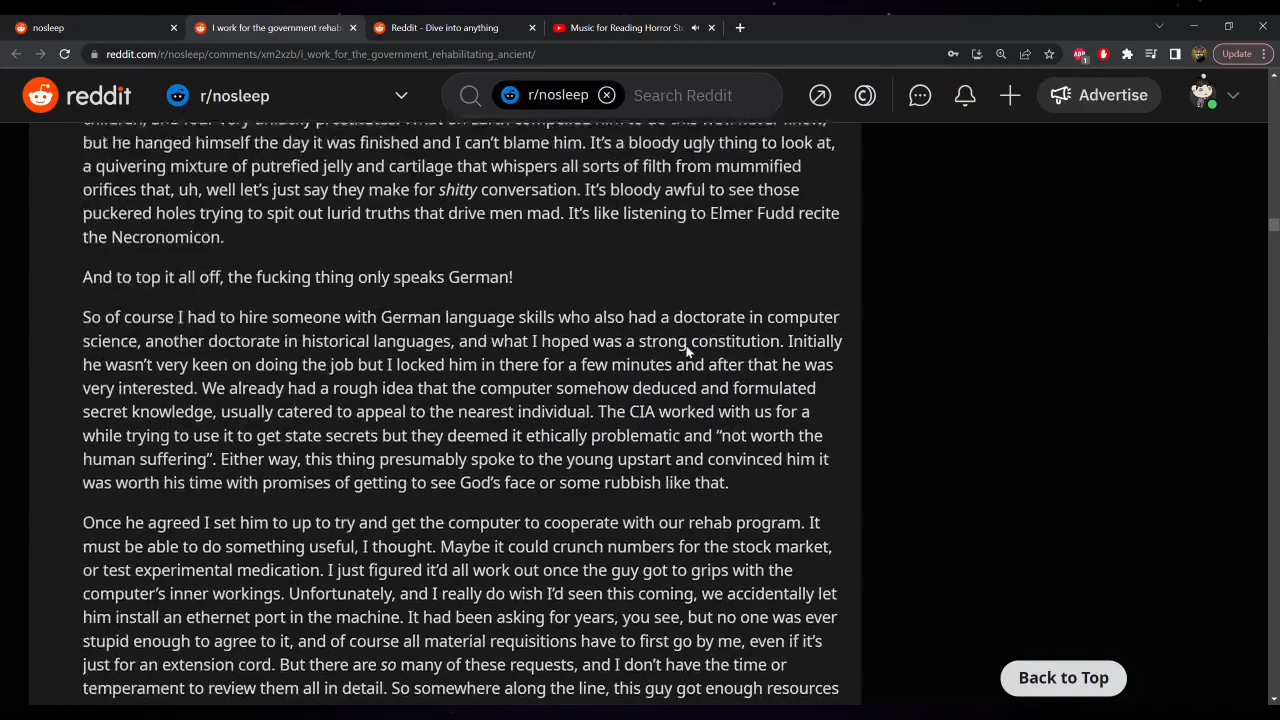 nosleep
I work for the government rehab
Reddit - Dive into anything
Music for Reading Horror Sto
reddit.com/r/nosleep/comments/xm2xzb/i_work_for_the_government_rehabilitating_ancient/
Update
reddit
r/nosleep
r/nosleep
Search Reddit
Advertise
but he hanged himself the day it was finished and I can’t blame him. It’s a bloody ugly thing to look at,
a quivering mixture of putrefied jelly and cartilage that whispers all sorts of filth from mummified
orifices that, uh, well let’s just say they make for shitty conversation. It’s bloody awful to see those
puckered holes trying to spit out lurid truths that drive men mad. It’s like listening to Elmer Fudd recite
the Necronomicon.
And to top it all off, the fucking thing only speaks German!
So of course I had to hire someone with German language skills who also had a doctorate in computer
science, another doctorate in historical languages, and what I hoped was a strong constitution. Initially
he wasn’t very keen on doing the job but I locked him in there for a few minutes and after that he was
very interested. We already had a rough idea that the computer somehow deduced and formulated
secret knowledge, usually catered to appeal to the nearest individual. The CIA worked with us for a
while trying to use it to get state secrets but they deemed it ethically problematic and “not worth the
human suffering”. Either way, this thing presumably spoke to the young upstart and convinced him it
was worth his time with promises of getting to see God’s face or some rubbish like that.
Once he agreed I set him to up to try and get the computer to cooperate with our rehab program. It
must be able to do something useful, I thought. Maybe it could crunch numbers for the stock market,
or test experimental medication. I just figured it’d all work out once the guy got to grips with the
computer’s inner workings. Unfortunately, and I really do wish I’d seen this coming, we accidentally let
him install an ethernet port in the machine. It had been asking for years, you see, but no one was ever
stupid enough to agree to it, and of course all material requisitions have to first go by me, even if it’s
just for an extension cord. But there are so many of these requests, and I don’t have the time or
temperament to review them all in detail. So somewhere along the line, this guy got enough resources
Back to Top